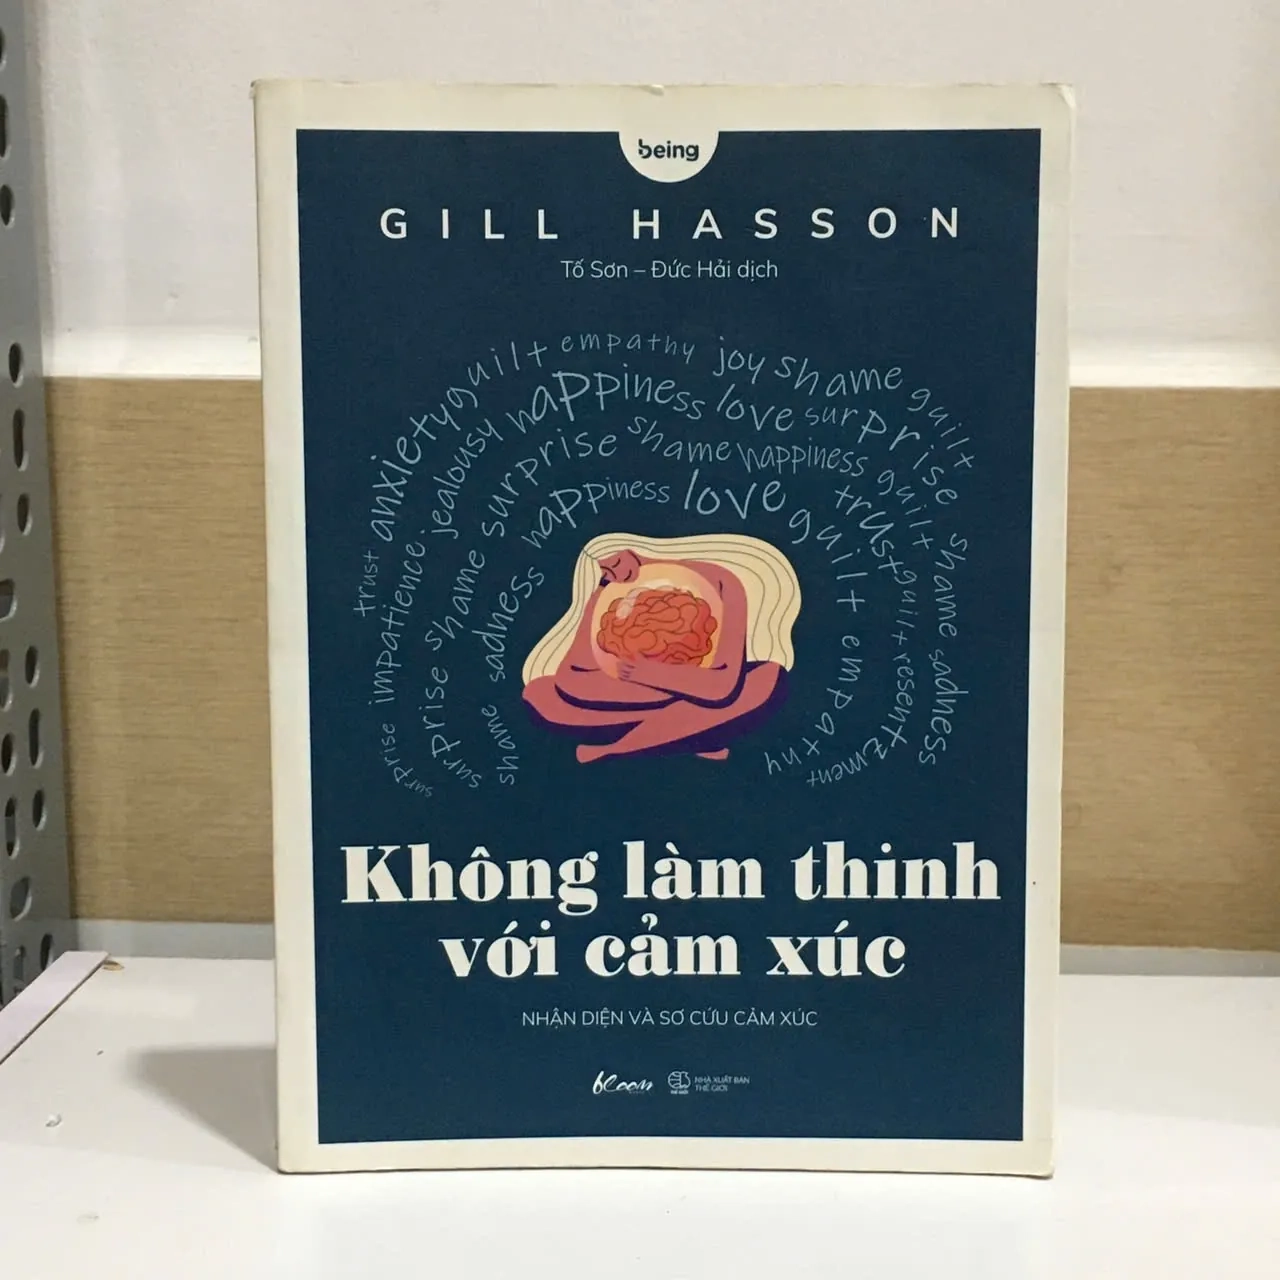 being
GILL HASSON
Tố Sơn – Đức Hải dịch
empathy joy shame guilt
trust anxiety guilt
happiness love surprise
impatience jealousy
surprise shame happiness guilt
surprise shame surprise
happiness love guilt empathy
shame sadness happiness
trust guilt resentzment
shame sadness
Không làm thinh
với cảm xúc
NHẬN DIỆN VÀ SƠ CỨU CẢM XÚC
bloom
NHÀ XUẤT BẢN
THẾ GIỚI